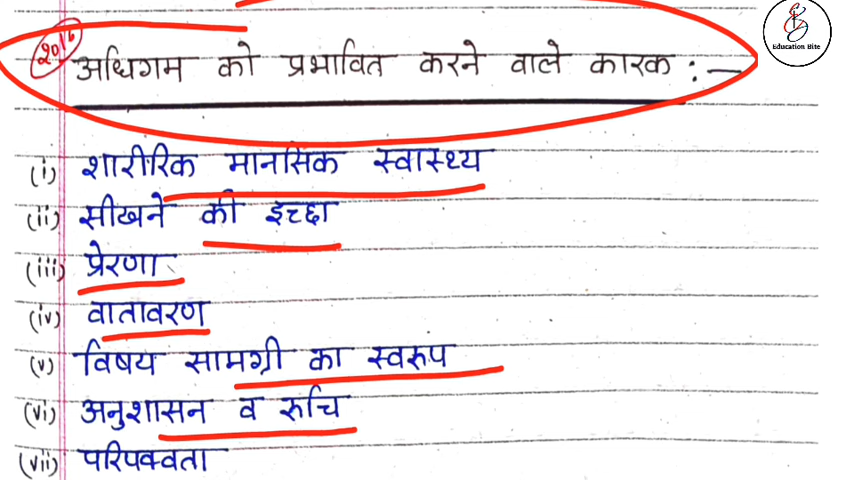 2016
Education Bite
अधिगम को प्रभावित करने वाले कारक :-
(i) शारीरिक मानसिक स्वास्थ्य
(ii) सीखने की इच्छा
(iii) प्रेरणा
(iv) वातावरण
(v) विषय सामग्री का स्वरूप
(vi) अनुशासन व रुचि
(vii) परिपक्वता